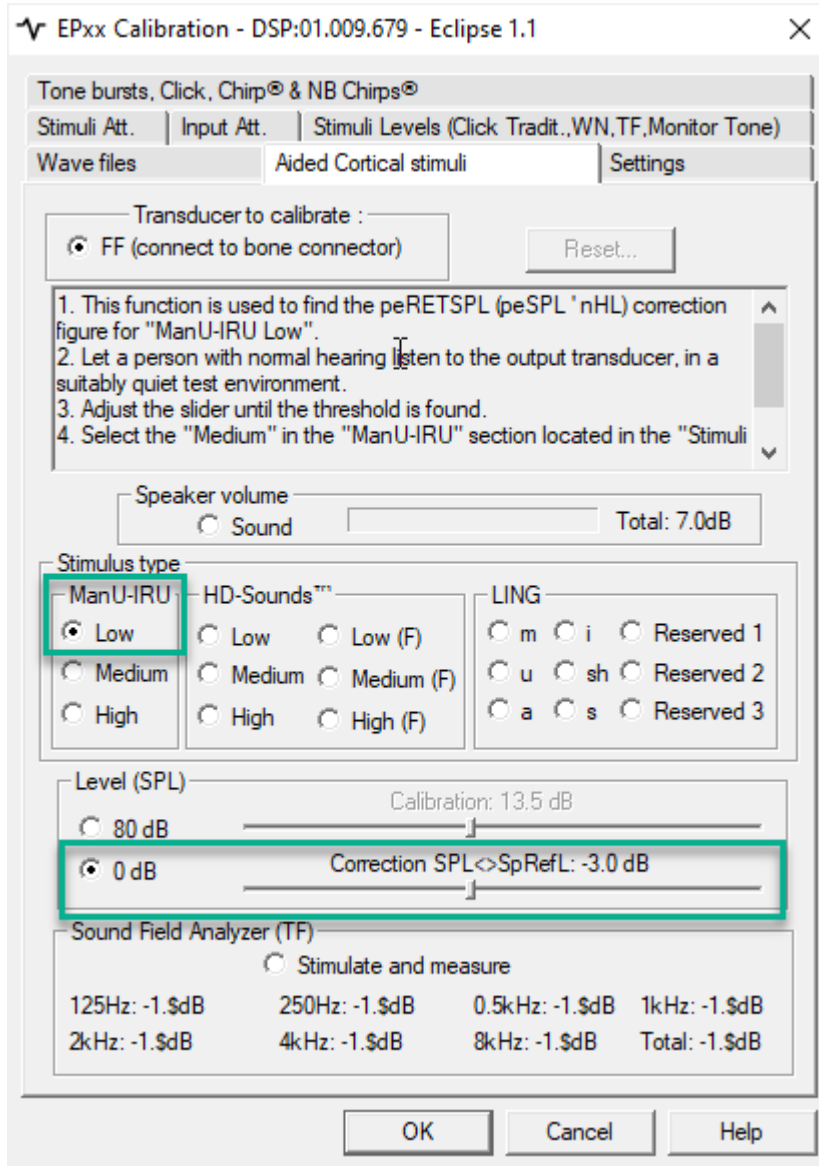 EPxx Calibration - DSP:01.009.679 - Eclipse 1.1
Tone bursts, Click, Chirp® & NB Chirps®
Stimuli Att. Input Att. Stimuli Levels (Click Tradit.,WN,TF,Monitor Tone)
Wave files Aided Cortical stimuli Settings
Transducer to calibrate :
FF (connect to bone connector)
Reset...
1. This function is used to find the peRETSPL (peSPL ' nHL) correction
figure for "ManU-IRU Low".
2. Let a person with normal hearing listen to the output transducer, in a
suitably quiet test environment.
3. Adjust the slider until the threshold is found.
4. Select the "Medium" in the "ManU-IRU" section located in the "Stimuli
Speaker volume
Sound Total: 7.0dB
Stimulus type
ManU-IRU HD-Sounds™ LING
Low Low Low (F) m i Reserved 1
Medium Medium Medium (F) u sh Reserved 2
High High High (F) a s Reserved 3
Level (SPL)
Calibration: 13.5 dB
80 dB
0 dB Correction SPL<>SpRefL: -3.0 dB
Sound Field Analyzer (TF)
Stimulate and measure
125Hz: -1.$dB 250Hz: -1.$dB 0.5kHz: -1.$dB 1kHz: -1.$dB
2kHz: -1.$dB 4kHz: -1.$dB 8kHz: -1.$dB Total: -1.$dB
OK Cancel Help